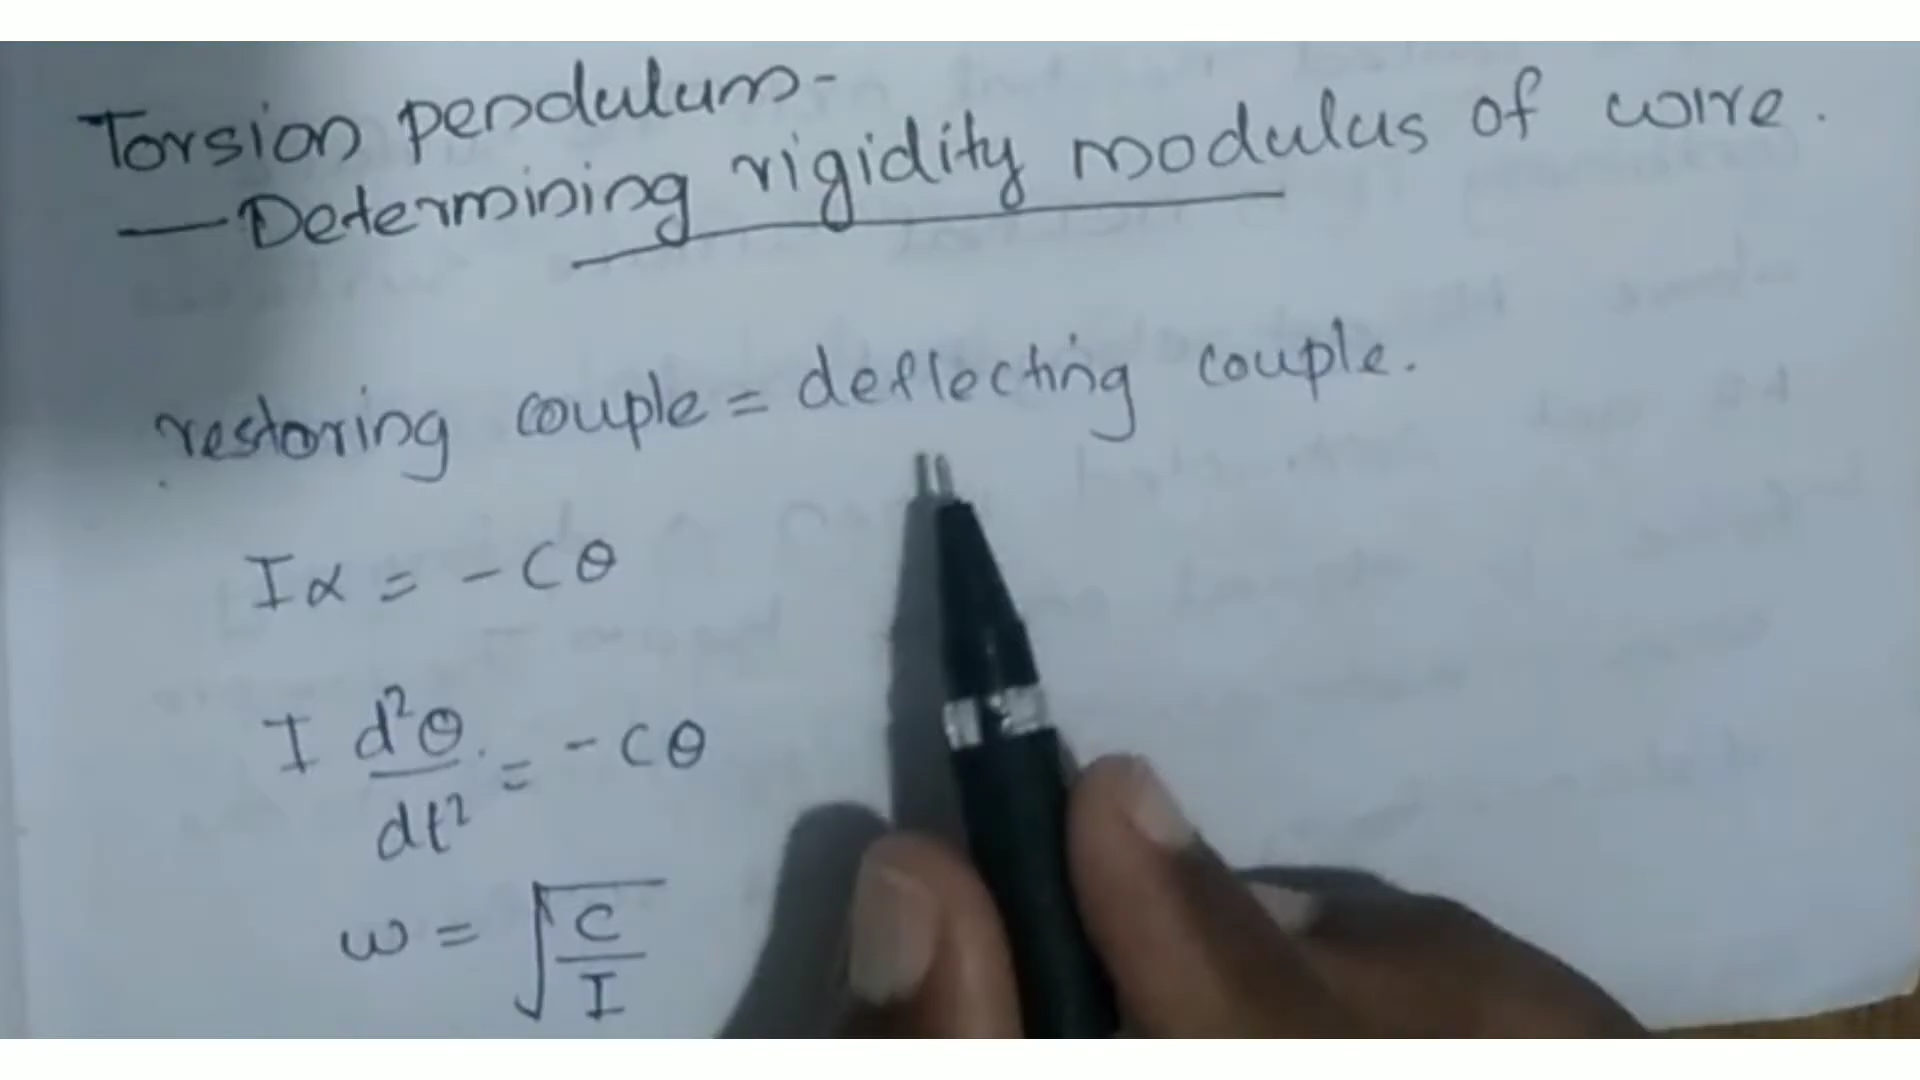 Torsion pendulum-
— Determining rigidity modulus of wire.
restoring couple = deflecting couple.
Iα = - Cθ
I d²θ/dt² = - Cθ
ω = √(C/I)